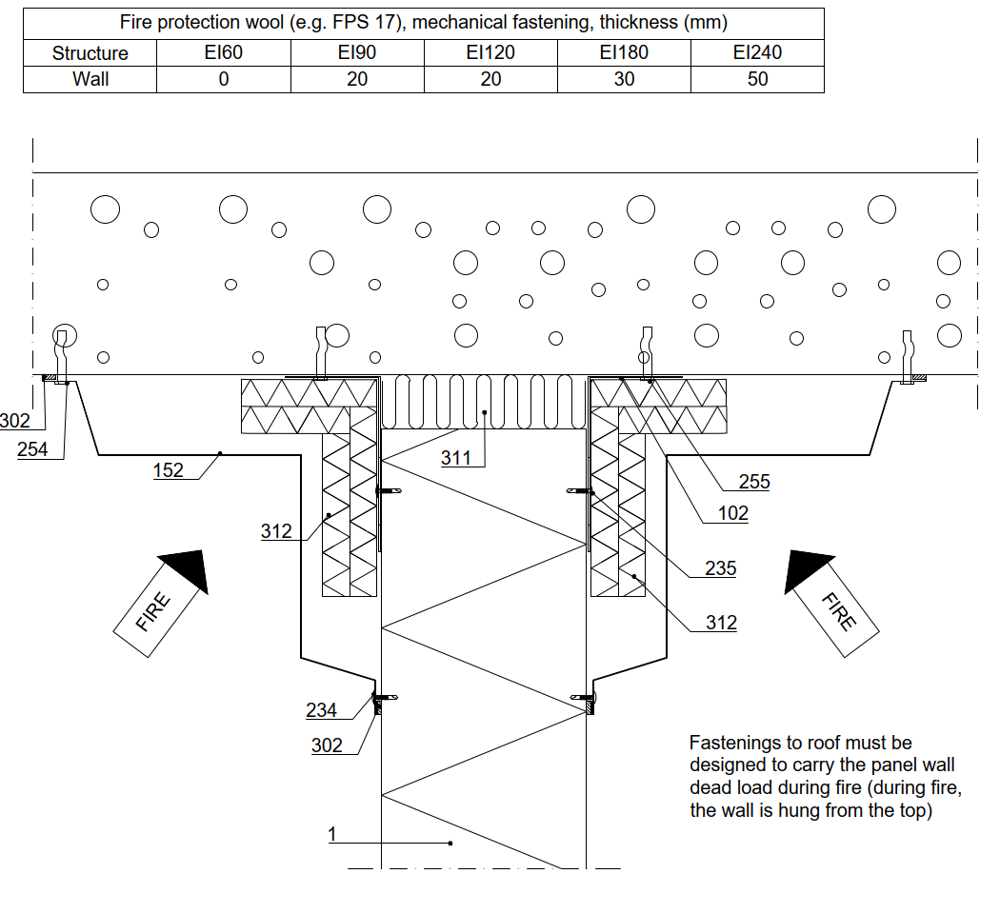 Fire protection wool (e.g. FPS 17), mechanical fastening, thickness (mm)
Structure EI60 EI90 EI120 EI180 EI240
Wall 0 20 20 30 50
302
254
152
311
255
102
312
235
FIRE
FIRE
312
234
302
Fastenings to roof must be
designed to carry the panel wall
dead load during fire (during fire,
the wall is hung from the top)
1